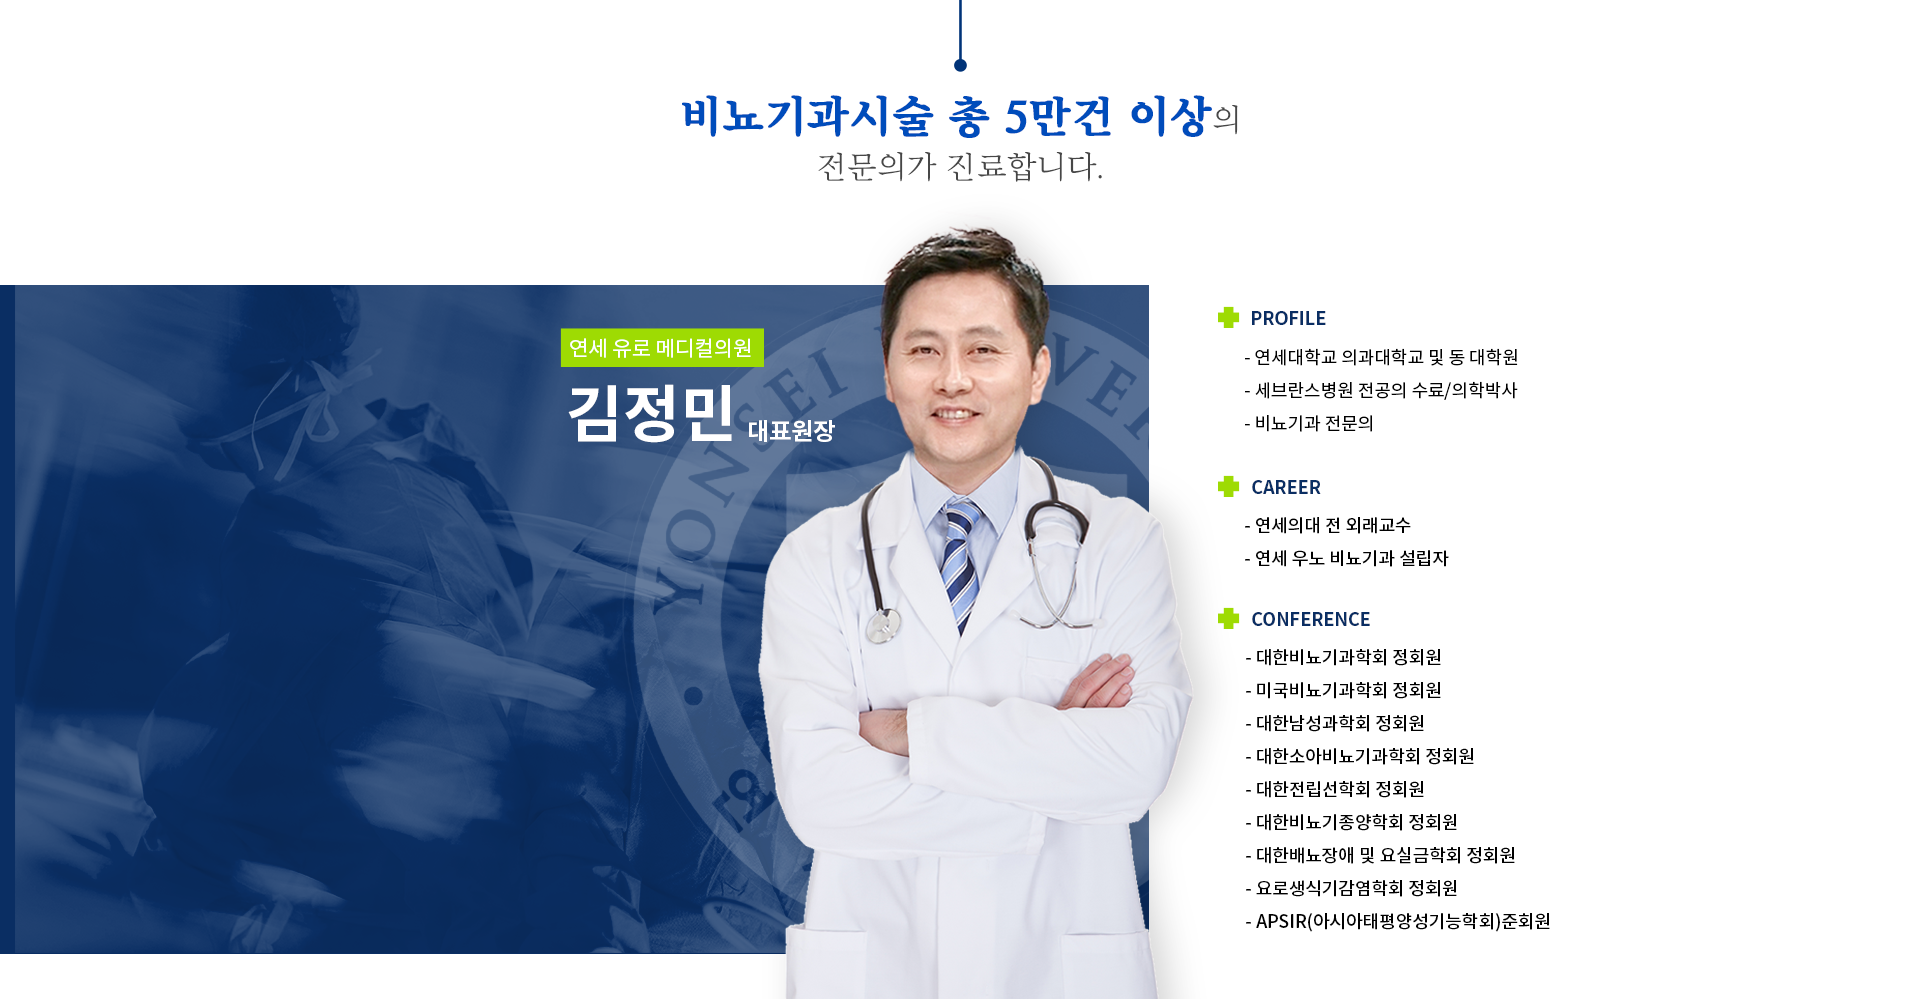 비뇨기과시술 총 5만건 이상의
전문의가 진료합니다.
연세 유로 메디컬의원
김정민 대표원장
YONSEI
PROFILE
- 연세대학교 의과대학교 및 동 대학원
- 세브란스병원 전공의 수료/의학박사
- 비뇨기과 전문의
CAREER
- 연세의대 전 외래교수
- 연세 우노 비뇨기과 설립자
CONFERENCE
- 대한비뇨기과학회 정회원
- 미국비뇨기과학회 정회원
- 대한남성과학회 정회원
- 대한소아비뇨기과학회 정회원
- 대한전립선학회 정회원
- 대한비뇨기종양학회 정회원
- 대한배뇨장애 및 요실금학회 정회원
- 요로생식기감염학회 정회원
- APSIR(아시아태평양성기능학회)준회원